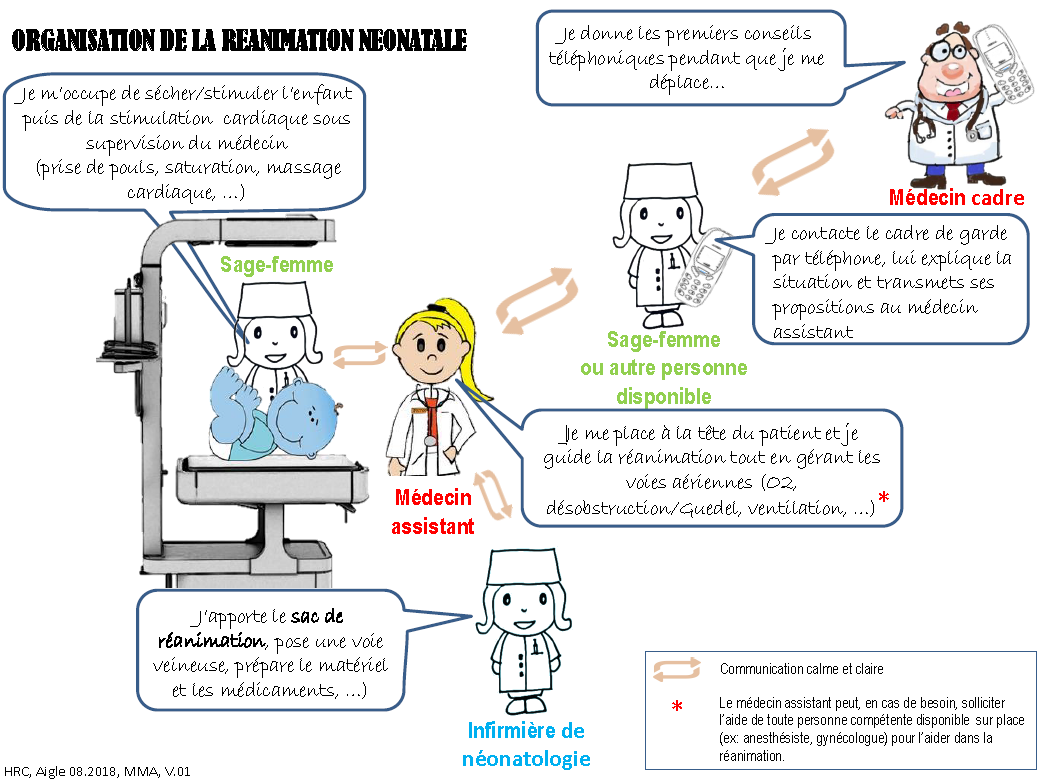 ORGANISATION DE LA REANIMATION NEONATALE
Je donne les premiers conseils
téléphoniques pendant que je me
déplace...
Médecin cadre
Je m'occupe de sécher/stimuler l'enfant
puis de la stimulation cardiaque sous
supervision du médecin
(prise de pouls, saturation, massage
cardiaque, ...)
Sage-femme
Je contacte le cadre de garde
par téléphone, lui explique la
situation et transmets ses
propositions au médecin
assistant
Sage-femme
ou autre personne
disponible
Je me place à la tête du patient et je
guide la réanimation tout en gérant les
voies aériennes (O2,
désobstruction/Guedel, ventilation, ...)*
Médecin
assistant
J'apporte le sac de
réanimation, pose une voie
veineuse, prépare le matériel
et les médicaments, ...)
Infirmière de
néonatologie
Communication calme et claire
* Le médecin assistant peut, en cas de besoin, solliciter
l'aide de toute personne compétente disponible sur place
(ex: anesthésiste, gynécologue) pour l'aider dans la
réanimation.
HRC, Aigle 08.2018, MMA, V.01